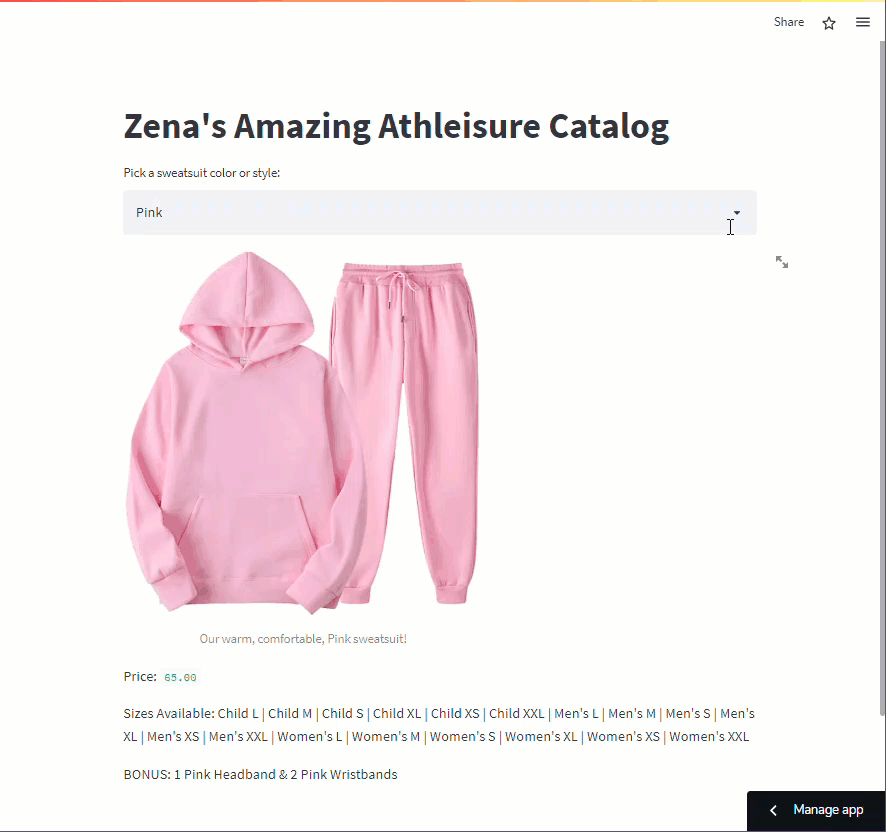 Share
Zena's Amazing Athleisure Catalog
Pick a sweatsuit color or style:
Pink
Our warm, comfortable, Pink sweatsuit!
Price: 65.00
Sizes Available: Child L | Child M | Child S | Child XL | Child XS | Child XXL | Men's L | Men's M | Men's S | Men's
XL | Men's XS | Men's XXL | Women's L | Women's M | Women's S | Women's XL | Women's XS | Women's XXL
BONUS: 1 Pink Headband & 2 Pink Wristbands
Manage app